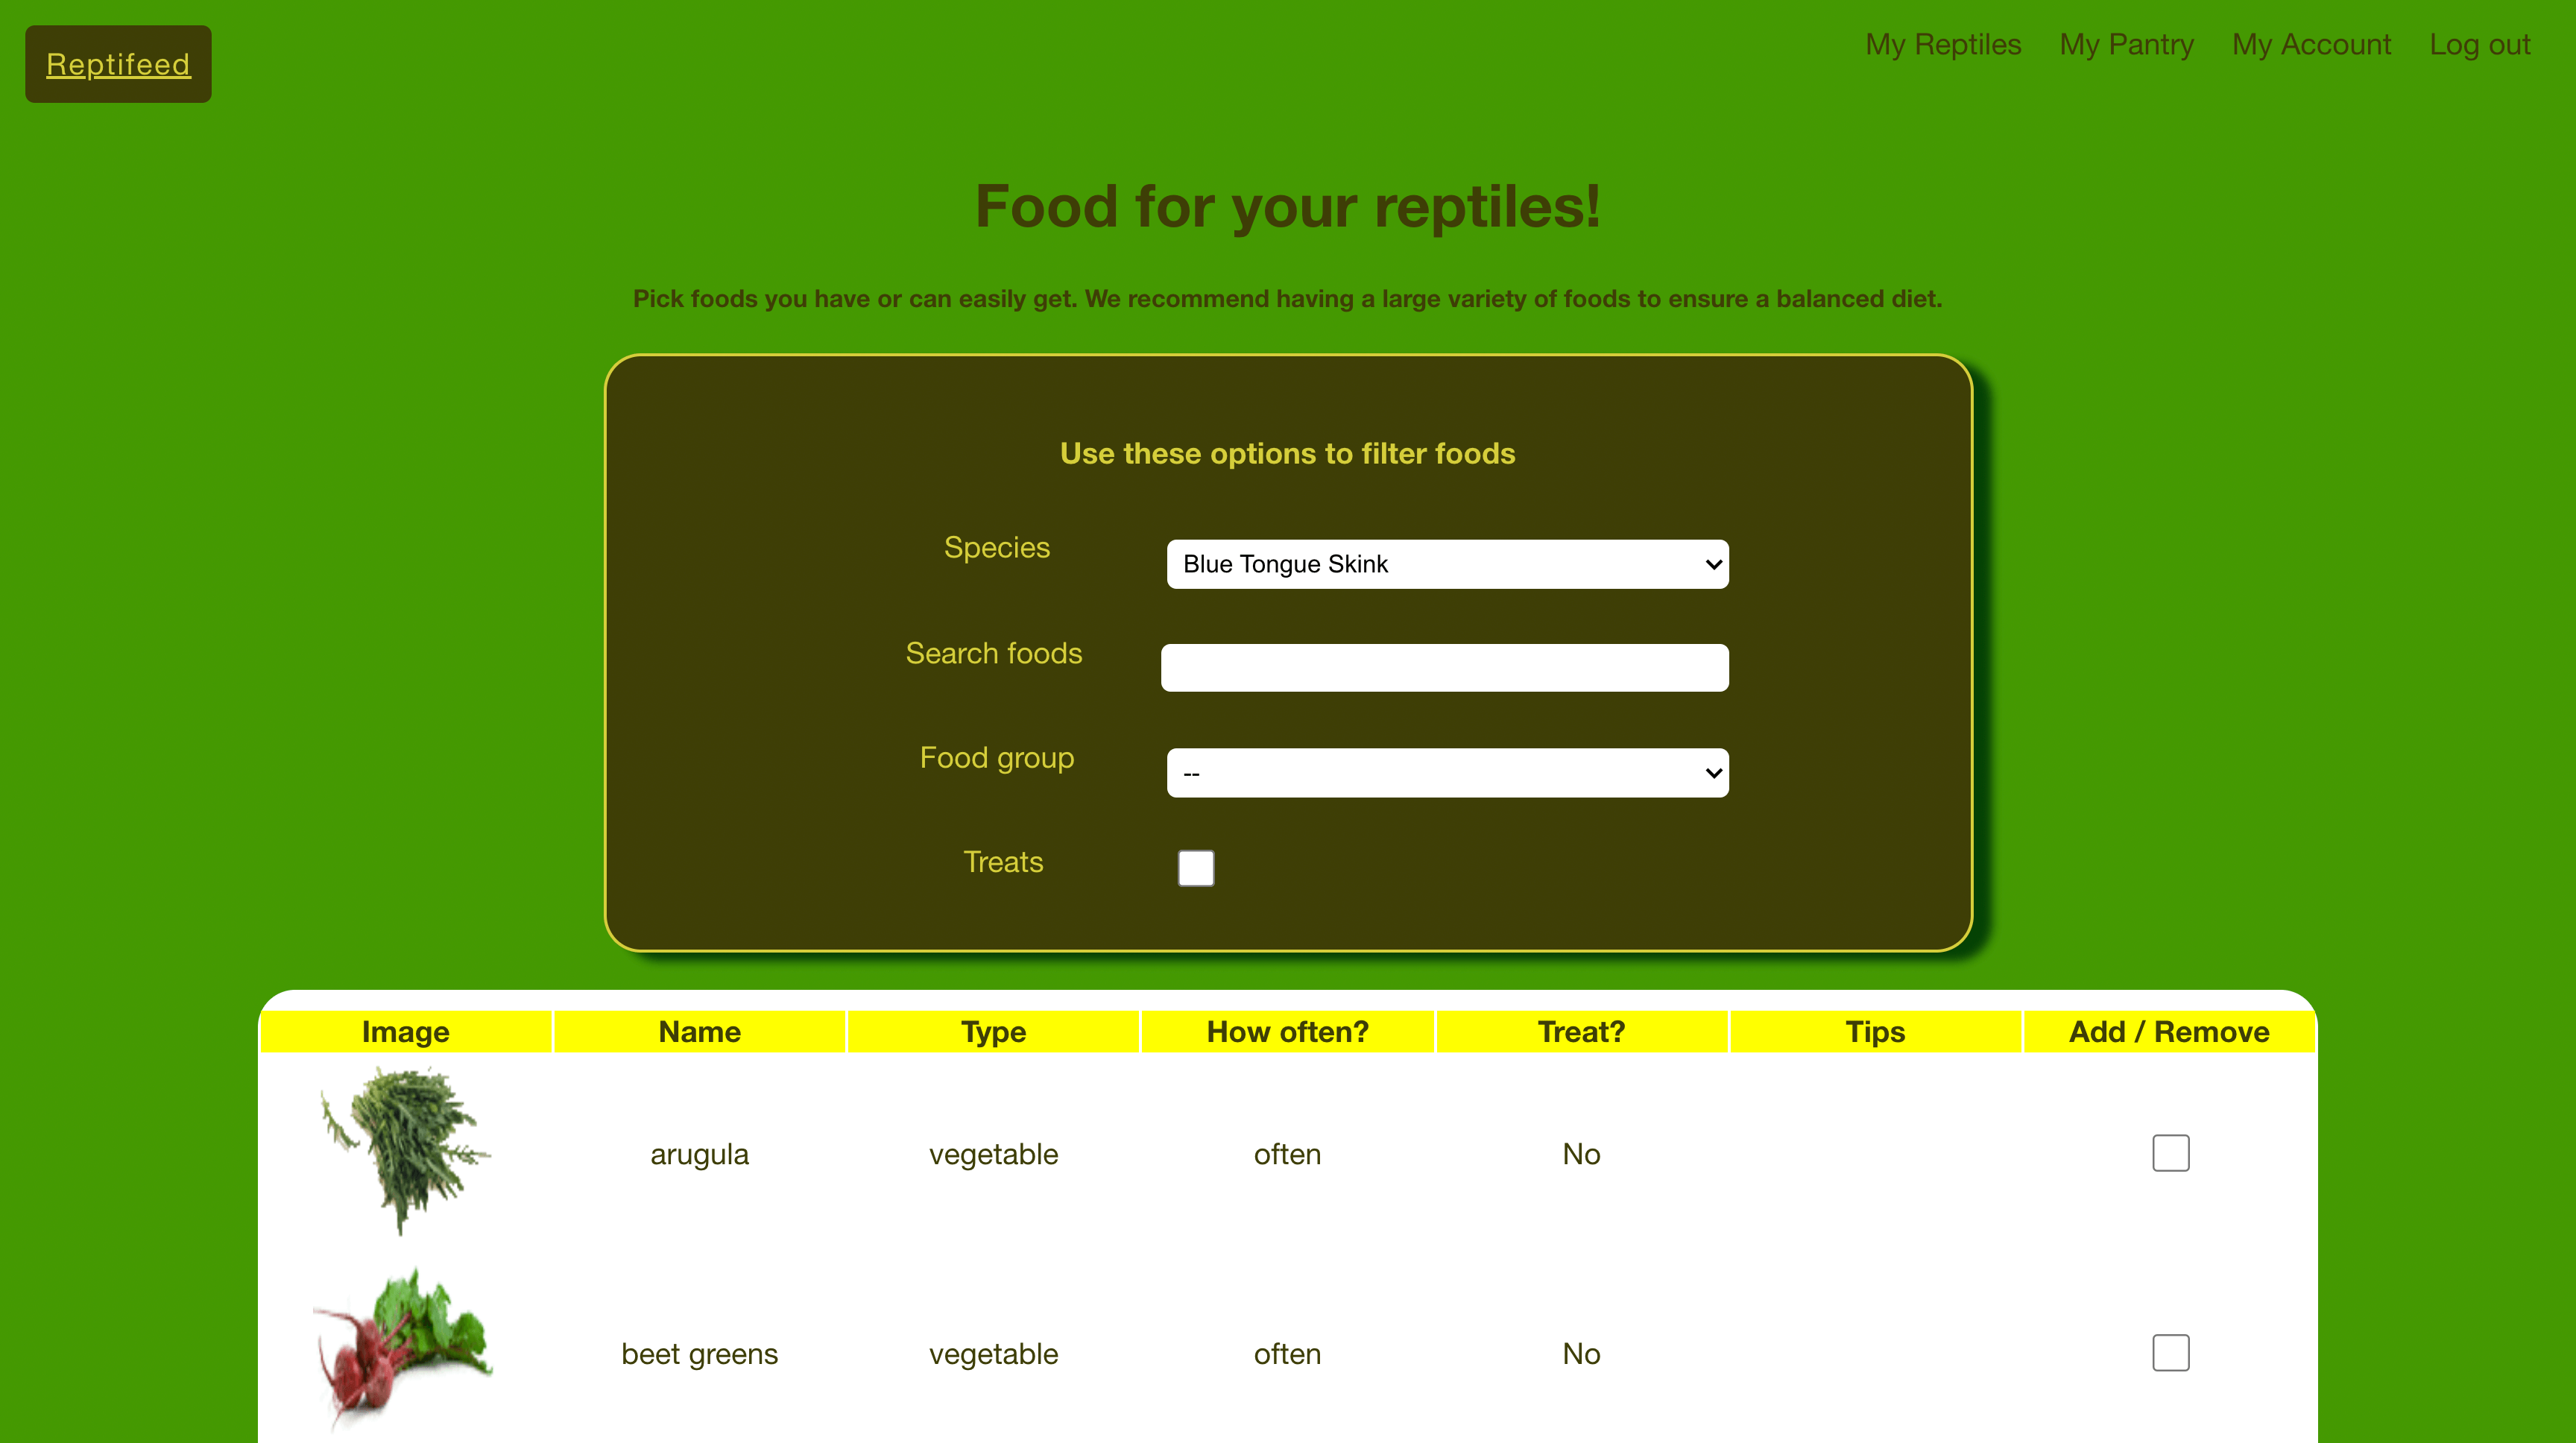 Reptifeed
My Reptiles My Pantry My Account Log out
Food for your reptiles!
Pick foods you have or can easily get. We recommend having a large variety of foods to ensure a balanced diet.
Use these options to filter foods
Species Blue Tongue Skink
Search foods
Food group --
Treats
Image Name Type How often? Treat? Tips Add / Remove
arugula vegetable often No
beet greens vegetable often No